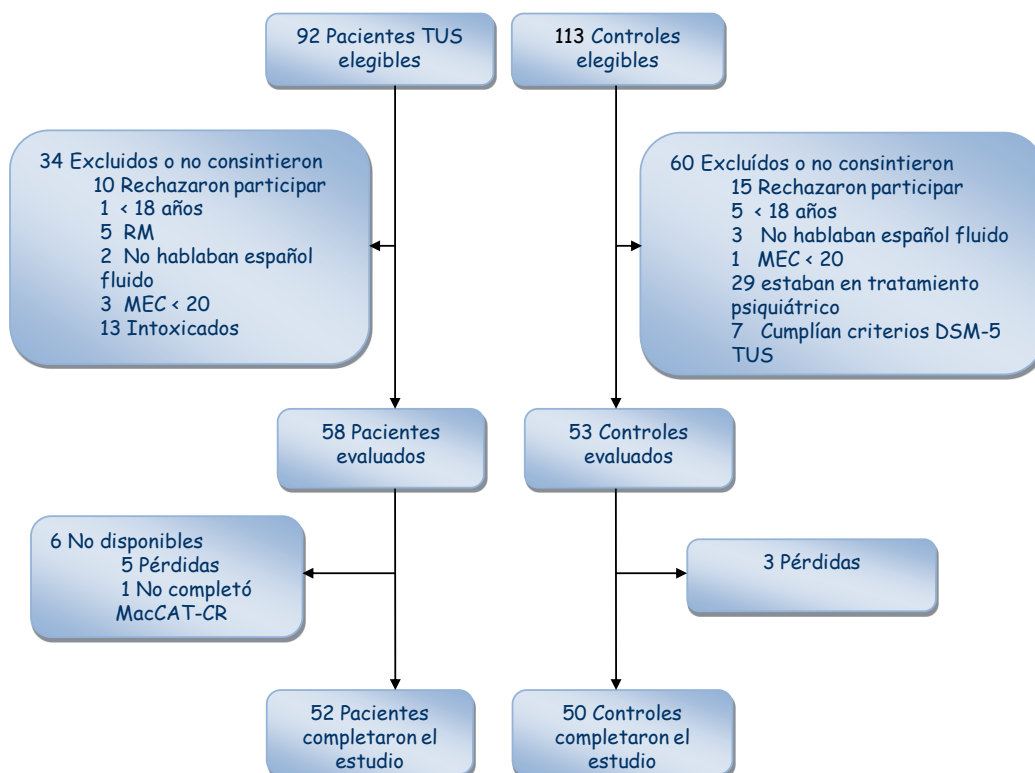 92 Pacientes TUS
elegibles
113 Controles
elegibles
34 Excluidos o no consintieron
10 Rechazaron participar
1 < 18 años
5 RM
2 No hablaban español
fluido
3 MEC < 20
13 Intoxicados
60 Excluídos o no consintieron
15 Rechazaron participar
5 < 18 años
3 No hablaban español fluido
1 MEC < 20
29 estaban en tratamiento
psiquiátrico
7 Cumplían criterios DSM-5
TUS
58 Pacientes
evaluados
53 Controles
evaluados
6 No disponibles
5 Pérdidas
1 No completó
MacCAT-CR
3 Pérdidas
52 Pacientes
completaron el
estudio
50 Controles
completaron el
estudio